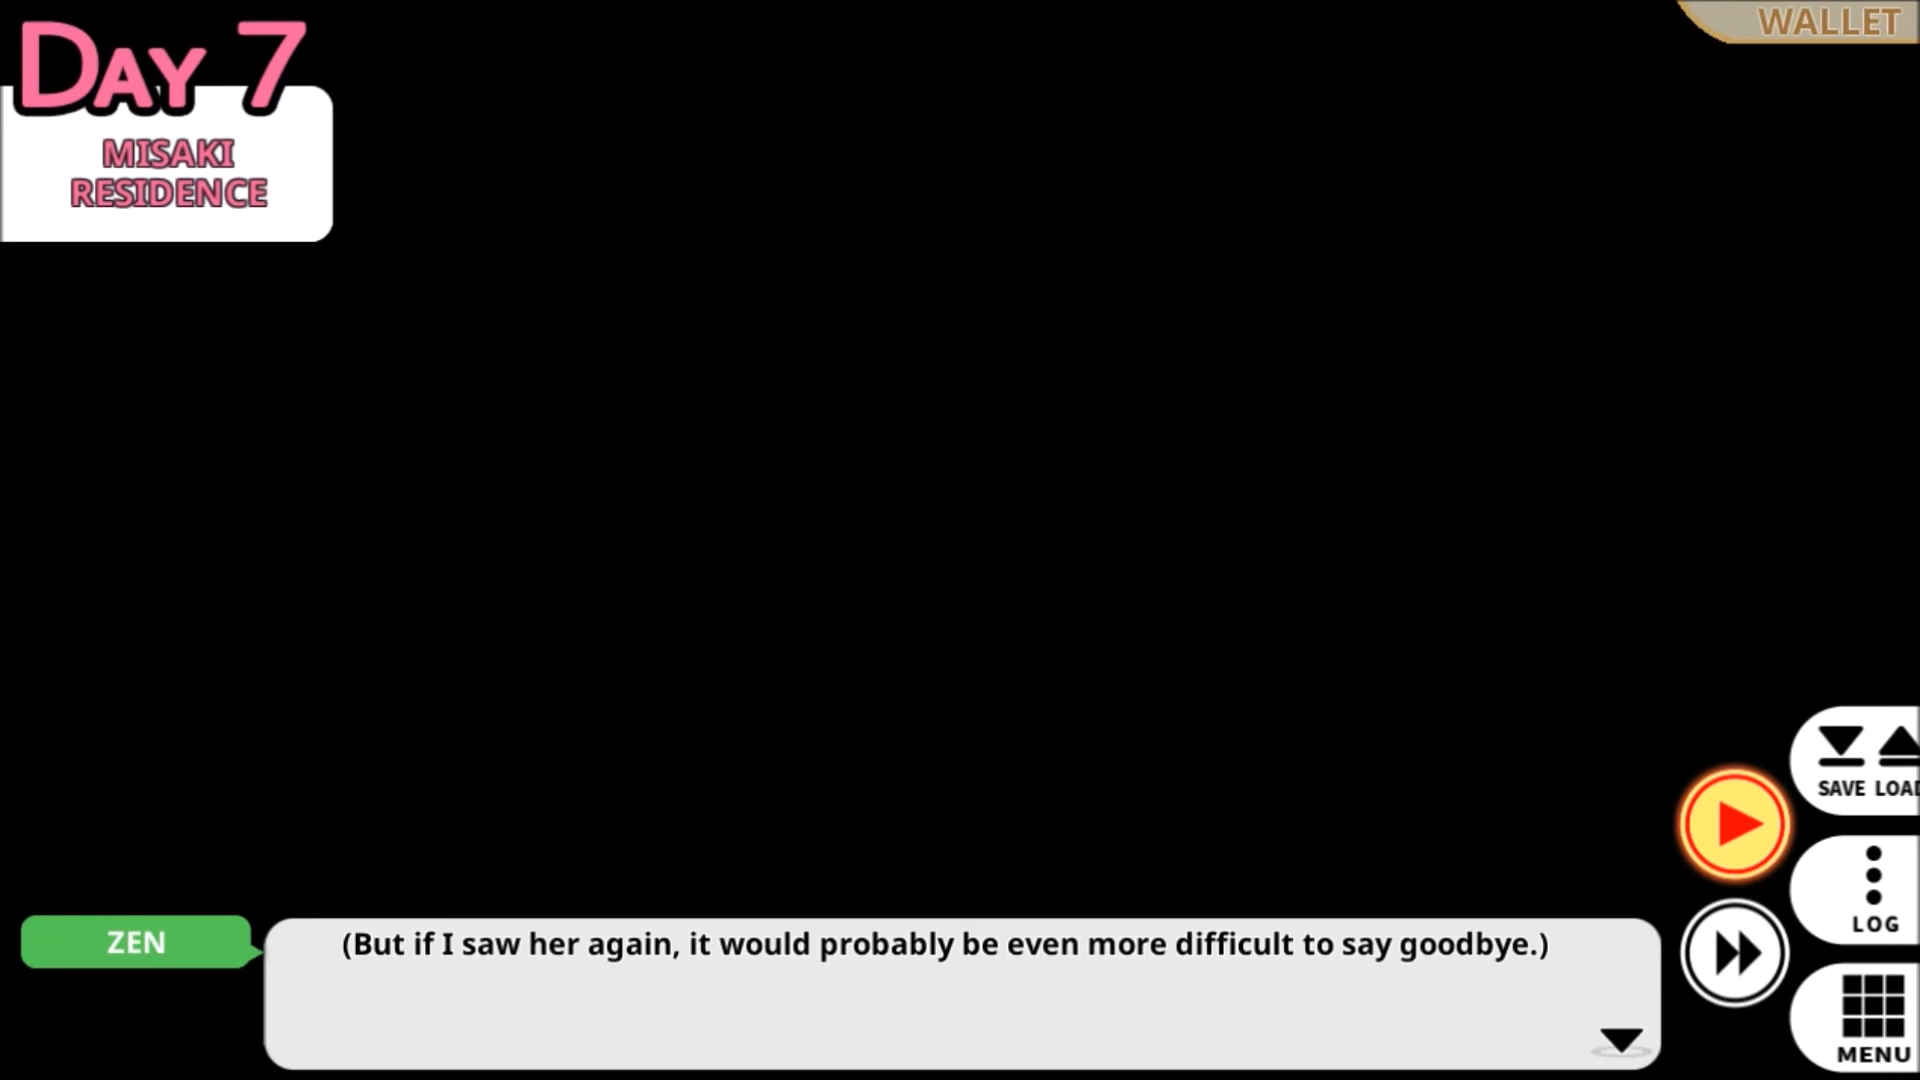 DAY 7
MISAKI
RESIDENCE
WALLET
SAVE LOAD
LOG
MENU
ZEN
(But if I saw her again, it would probably be even more difficult to say goodbye.)